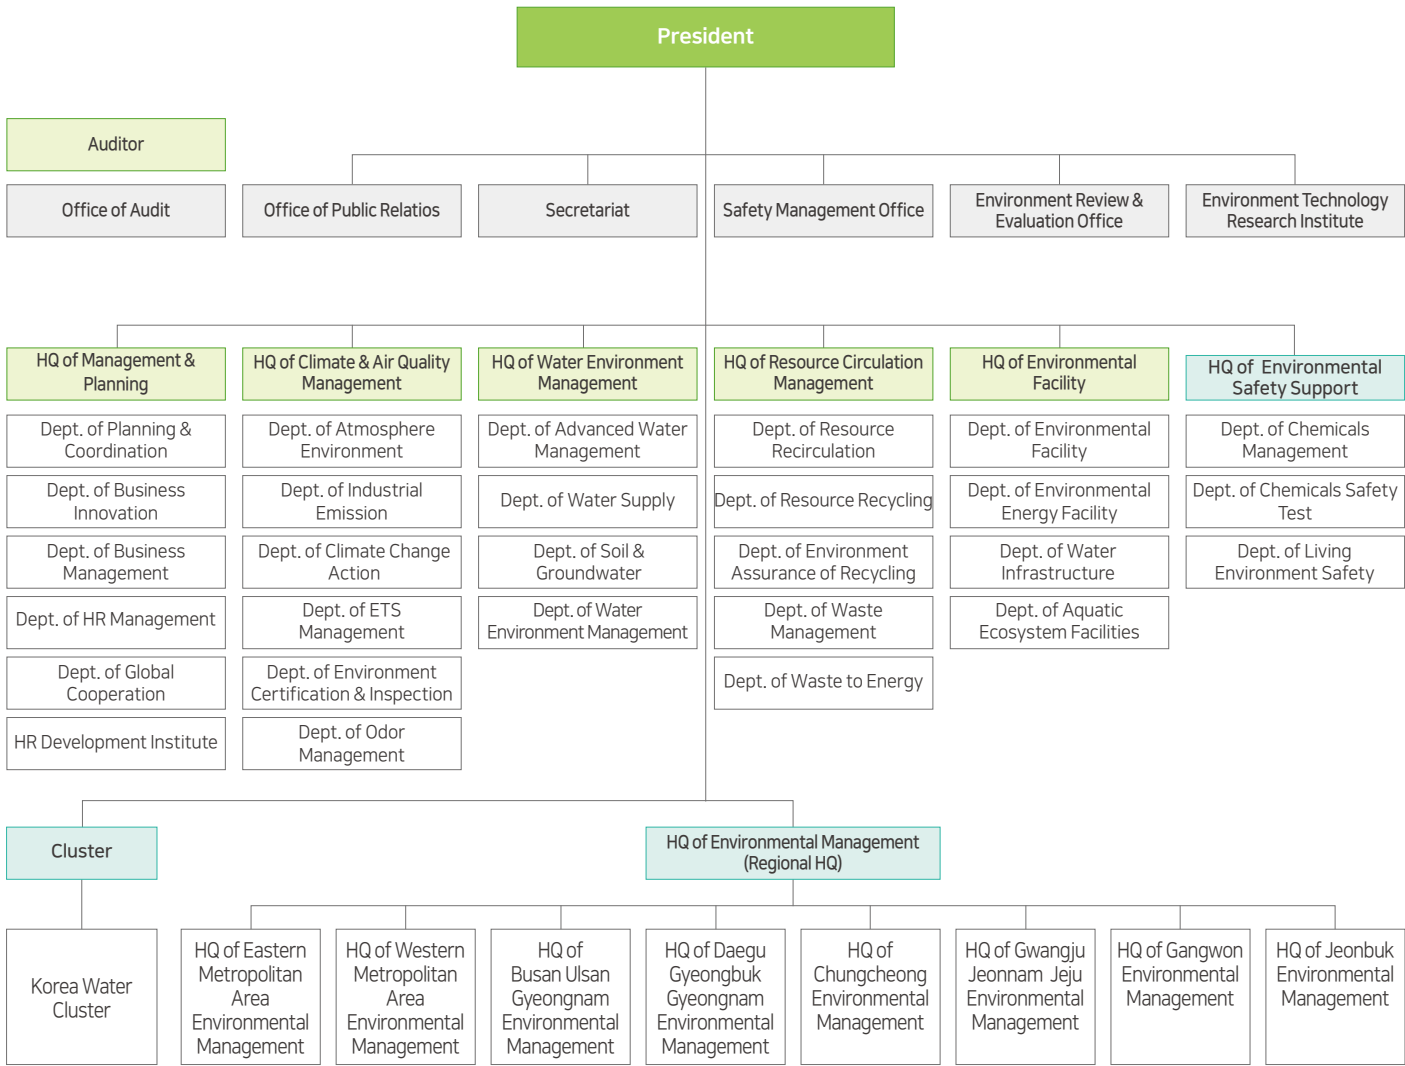 President
Auditor
Office of Audit
Office of Public Relatios
Secretariat
Safety Management Office
Environment Review &
Evaluation Office
Environment Technology
Research Institute
HQ of Management &
Planning
Dept. of Planning &
Coordination
Dept. of Business
Innovation
Dept. of Business
Management
Dept. of HR Management
Dept. of Global
Cooperation
HR Development Institute
HQ of Climate & Air Quality
Management
Dept. of Atmosphere
Environment
Dept. of Industrial
Emission
Dept. of Climate Change
Action
Dept. of ETS
Management
Dept. of Environment
Certification & Inspection
Dept. of Odor
Management
HQ of Water Environment
Management
Dept. of Advanced Water
Management
Dept. of Water Supply
Dept. of Soil &
Groundwater
Dept. of Water
Environment Management
HQ of Resource Circulation
Management
Dept. of Resource
Recirculation
Dept. of Resource Recycling
Dept. of Environment
Assurance of Recycling
Dept. of Waste
Management
Dept. of Waste to Energy
HQ of Environmental
Facility
Dept. of Environmental
Facility
Dept. of Environmental
Energy Facility
Dept. of Water
Infrastructure
Dept. of Aquatic
Ecosystem Facilities
HQ of Environmental
Safety Support
Dept. of Chemicals
Management
Dept. of Chemicals Safety
Test
Dept. of Living
Environment Safety
Cluster
Korea Water
Cluster
HQ of Environmental Management
(Regional HQ)
HQ of Eastern
Metropolitan
Area
Environmental
Management
HQ of Western
Metropolitan
Area
Environmental
Management
HQ of
Busan Ulsan
Gyeongnam
Environmental
Management
HQ of Daegu
Gyeongbuk
Gyeongnam
Environmental
Management
HQ of
Chungcheong
Environmental
Management
HQ of Gwangju
Jeonnam Jeju
Environmental
Management
HQ of Gangwon
Environmental
Management
HQ of Jeonbuk
Environmental
Management